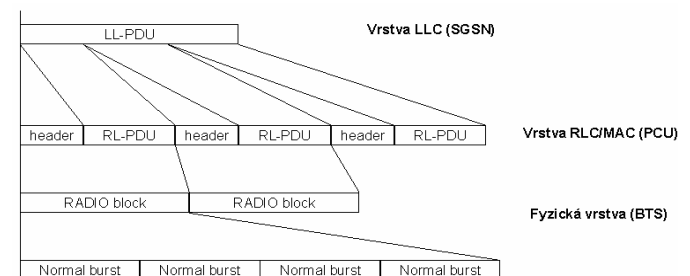 LL-PDU
Vrstva LLC (SGSN)
header RL-PDU header RL-PDU header RL-PDU
Vrstva RLC/MAC (PCU)
RADIO block RADIO block
Fyzická vrstva (BTS)
Normal burst Normal burst Normal burst Normal burst